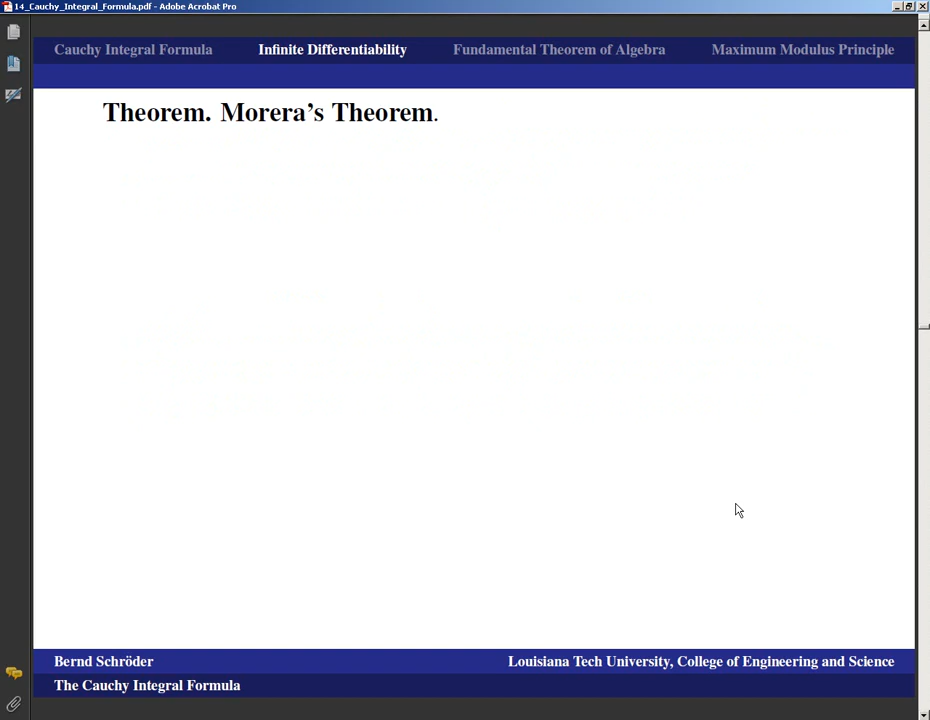 14_Cauchy_Integral_Formula.pdf - Adobe Acrobat Pro
Cauchy Integral Formula Infinite Differentiability Fundamental Theorem of Algebra Maximum Modulus Principle
Theorem. Morera’s Theorem.
Bernd Schröder Louisiana Tech University, College of Engineering and Science
The Cauchy Integral Formula